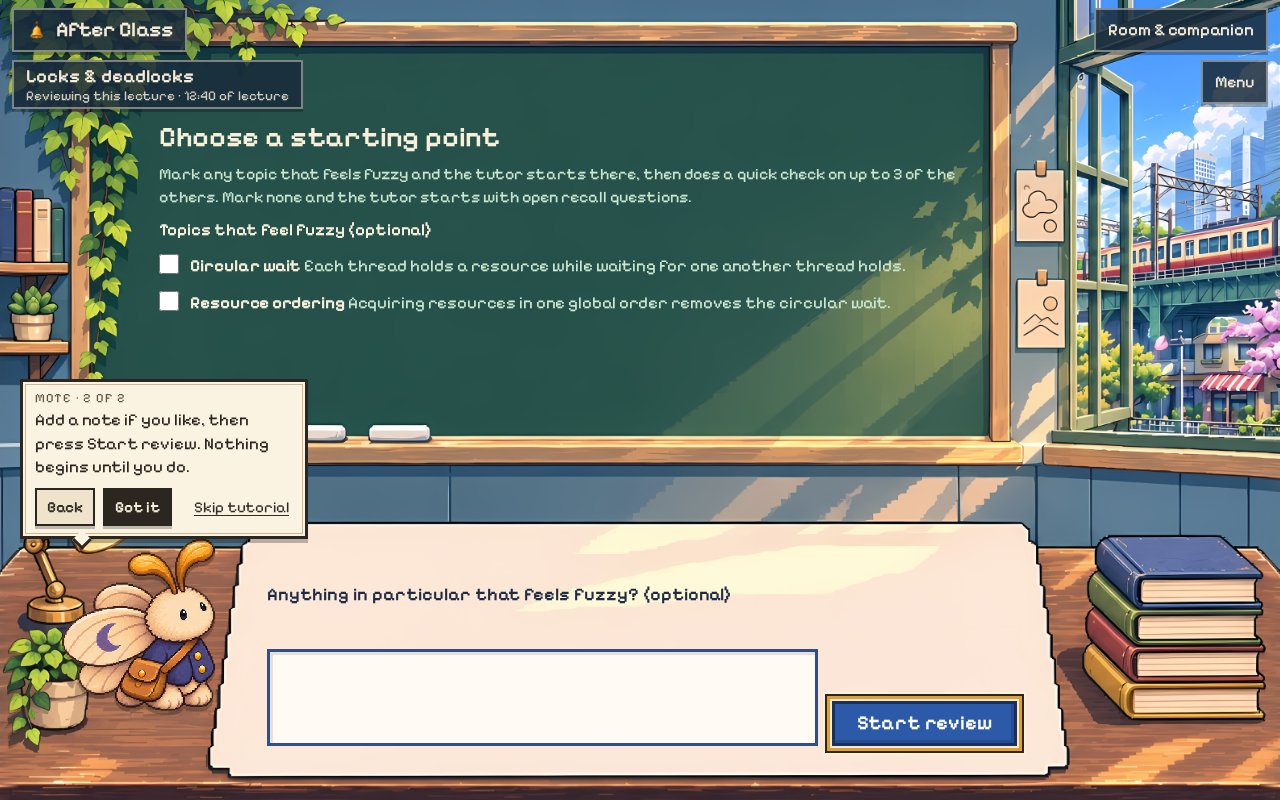 After Class
Room & companion
Locks & deadlocks
Reviewing this lecture · 12:40 of lecture
Menu
Choose a starting point
Mark any topic that feels fuzzy and the tutor starts there, then does a quick check on up to 3 of the
others. Mark none and the tutor starts with open recall questions.
Topics that feel fuzzy (optional)
Circular wait Each thread holds a resource while waiting for one another thread holds.
Resource ordering Acquiring resources in one global order removes the circular wait.
MOTE · 2 OF 2
Add a note if you like, then
press Start review. Nothing
begins until you do.
Back
Got it
Skip tutorial
Anything in particular that feels fuzzy? (optional)
Start review